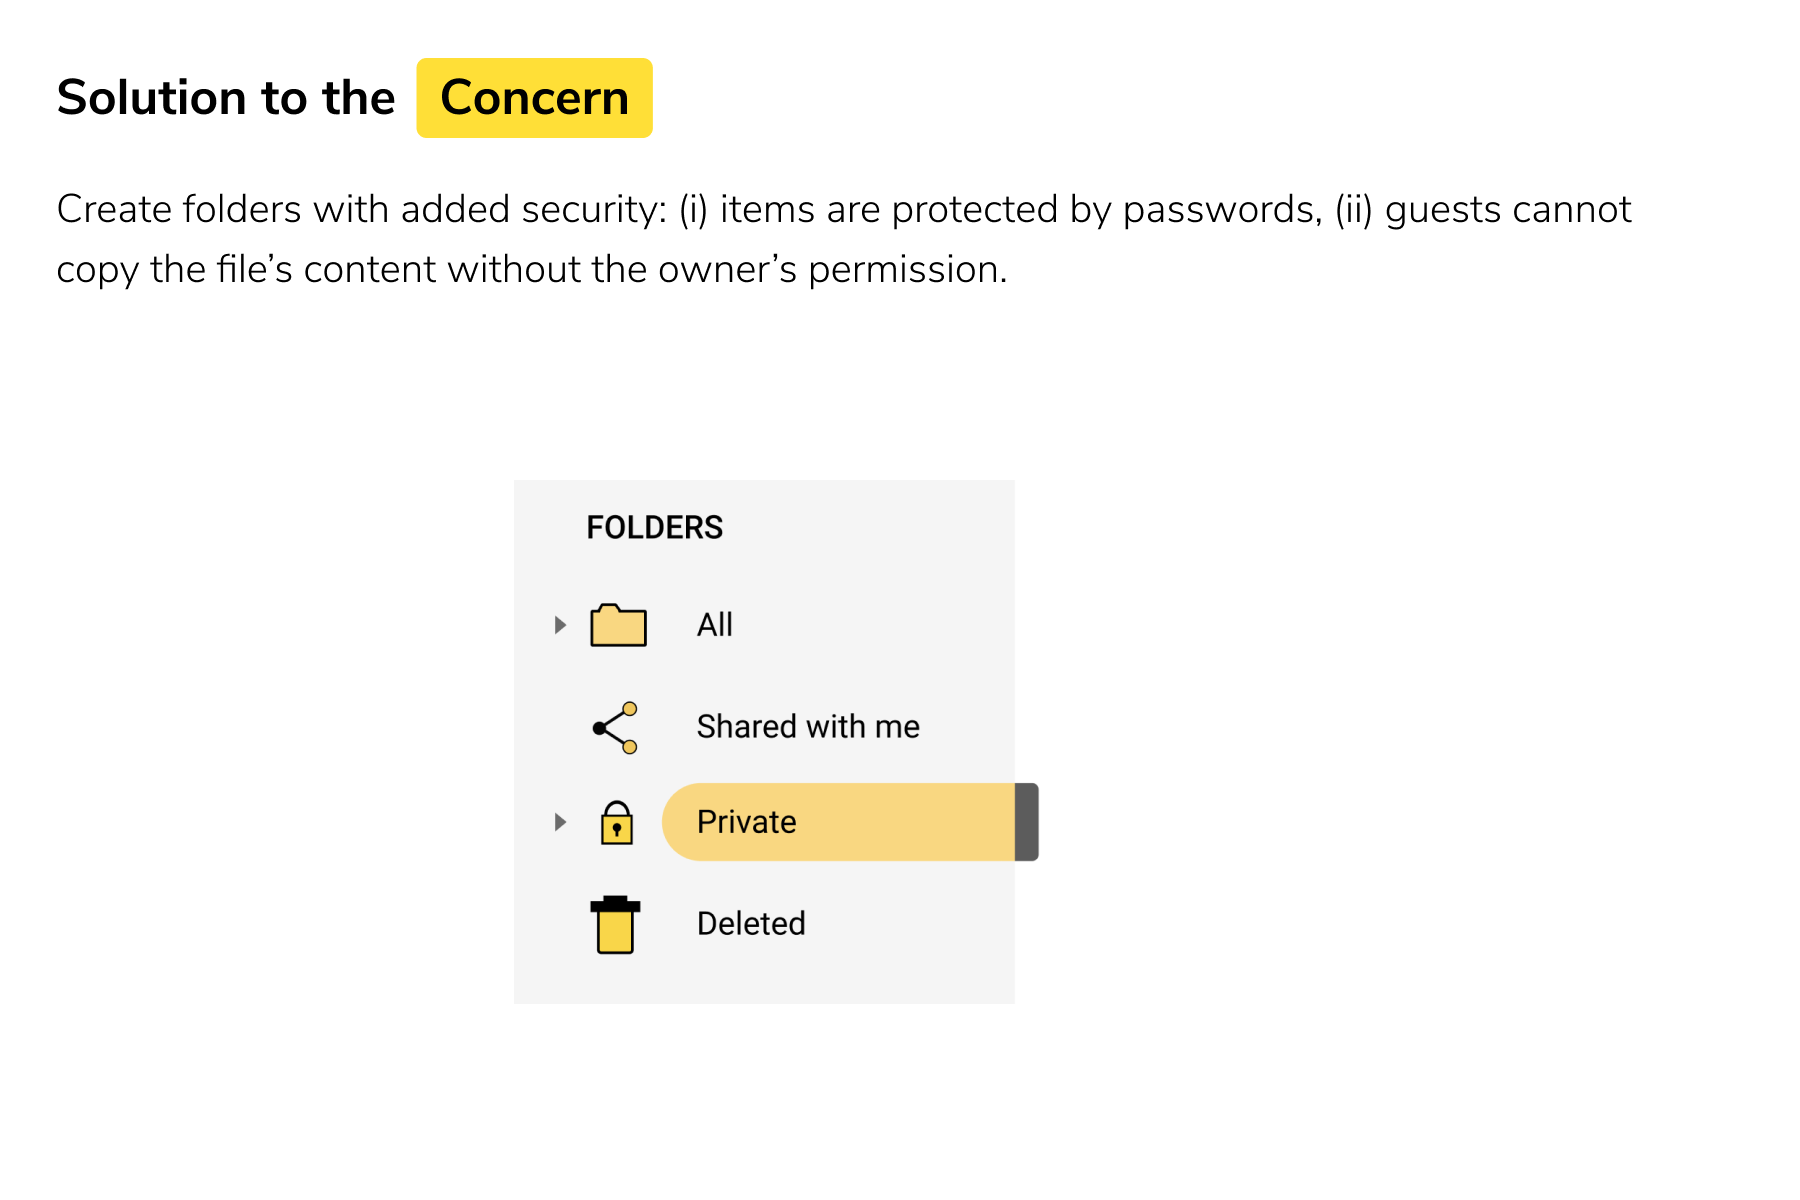 Solution to the Concern
Create folders with added security: (i) items are protected by passwords, (ii) guests cannot
copy the file’s content without the owner’s permission.
FOLDERS
All
Shared with me
Private
Deleted